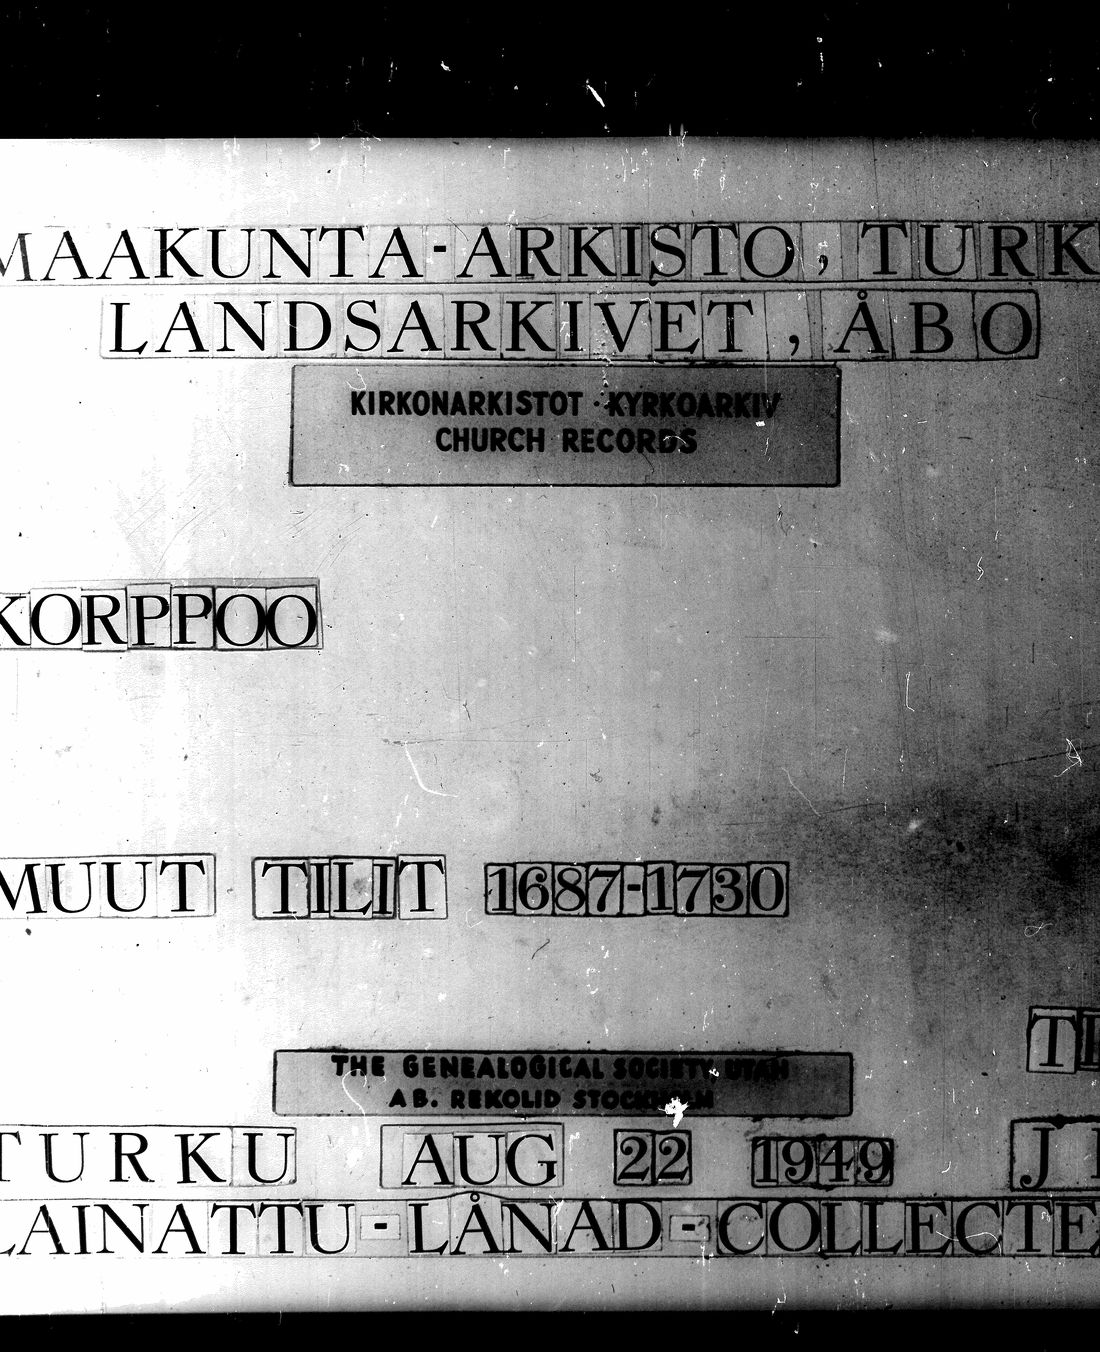 MAAKUNTA-ARKISTO, TURK
LANDSARKIVET, ÅBO
KIRKONARKISTOT · KYRKOARKIV
CHURCH RECORDS
KORPPOO
MUUT TILIT 1687-1730
TI
THE GENEALOGICAL SOCIETY, UTAH
AB. REKOLID STOCKHOLM
TURKU AUG 22 1949 J
LAINATTU-LÅNAD-COLLECTE